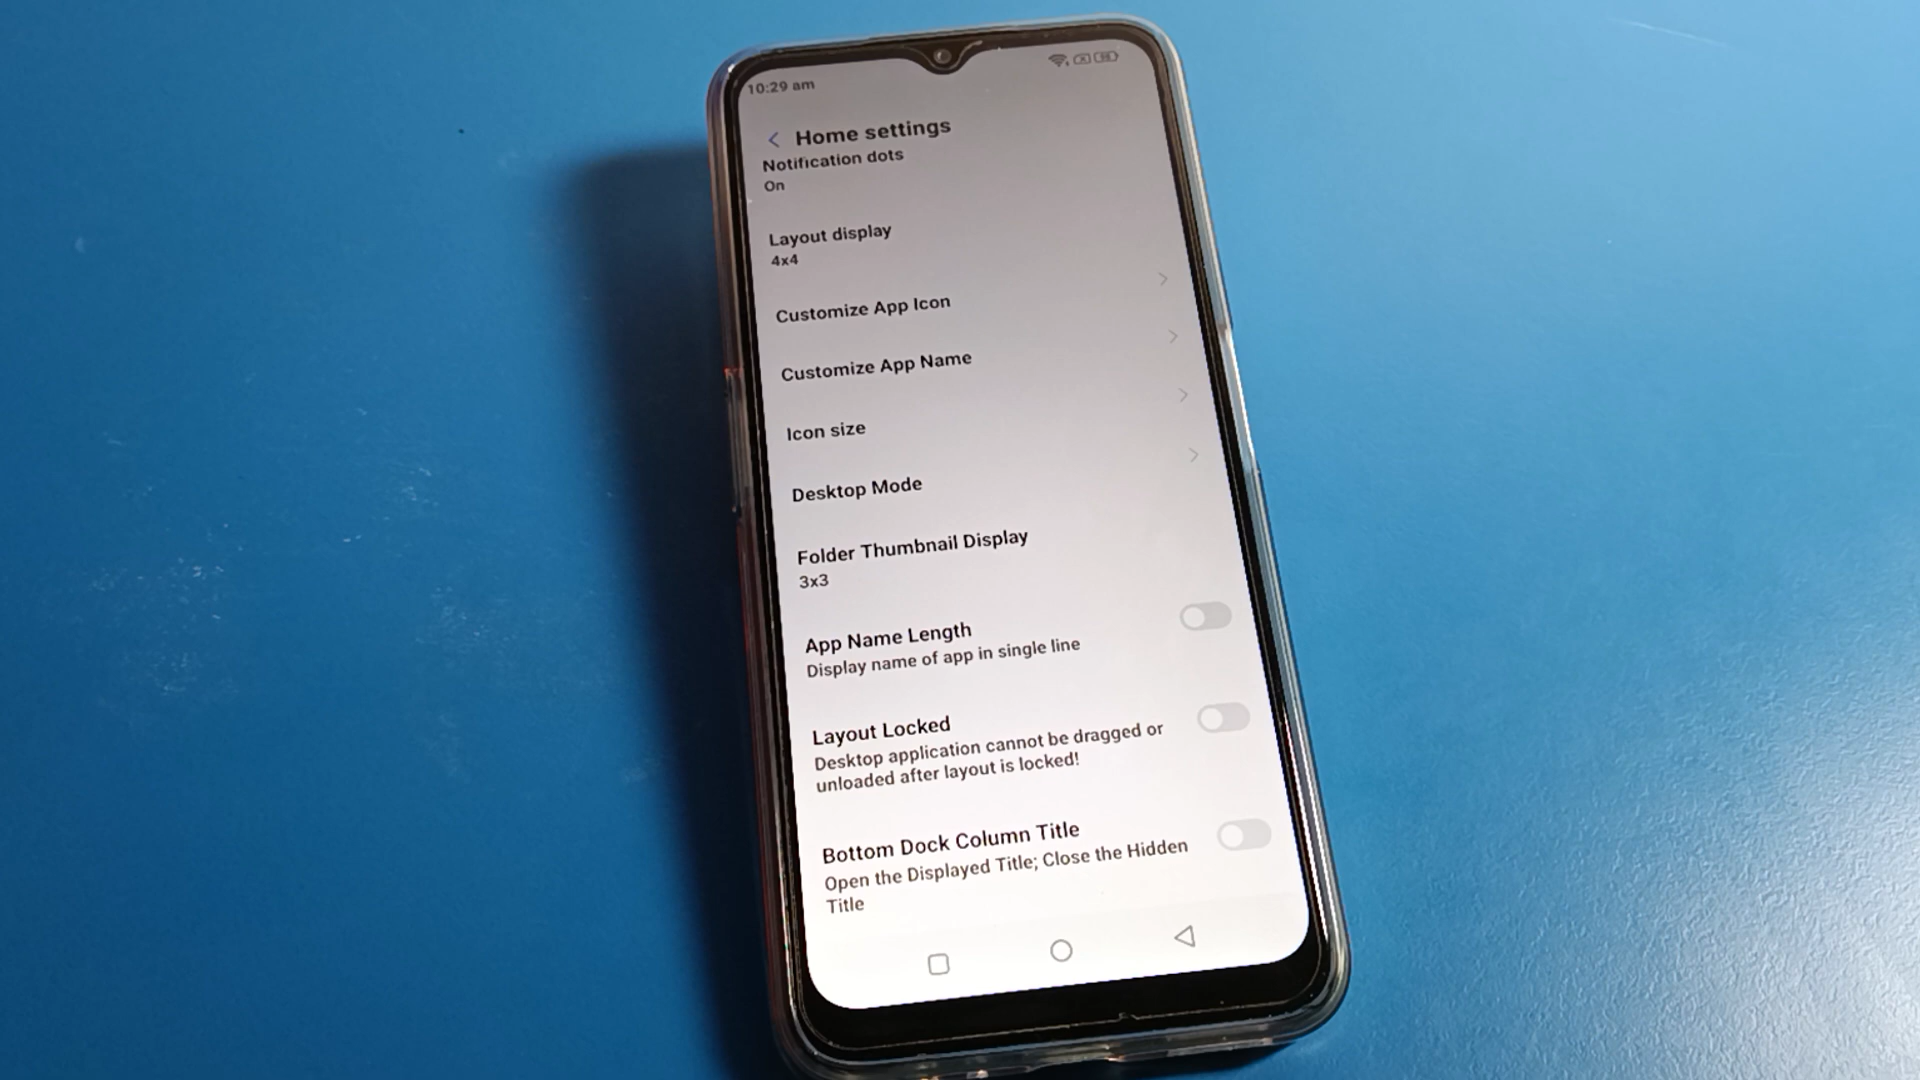 10:29 am
Home settings
Notification dots
On
Layout display
4x4
Customize App Icon
Customize App Name
Icon size
Desktop Mode
Folder Thumbnail Display
3x3
App Name Length
Display name of app in single line
Layout Locked
Desktop application cannot be dragged or
unloaded after layout is locked!
Bottom Dock Column Title
Open the Displayed Title; Close the Hidden
Title